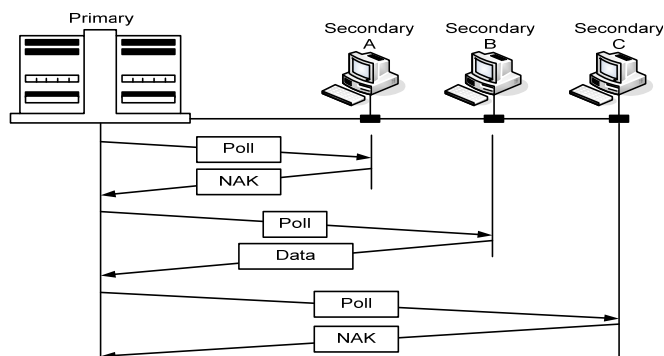 Primary
Secondary
A
Secondary
B
Secondary
C
Poll
NAK
Poll
Data
Poll
NAK